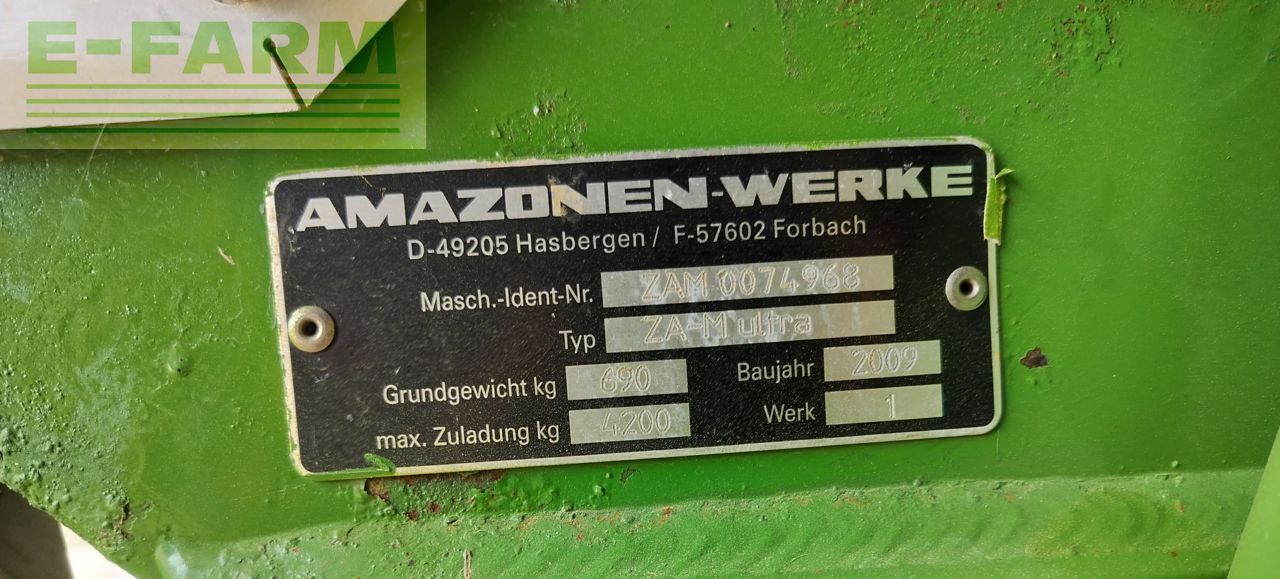 E-FARM
AMAZONEN-WERKE
D-49205 Hasbergen / F-57602 Forbach
Masch.-Ident-Nr. ZAM 0074968
Typ ZA-M ultra
Grundgewicht kg 690 Baujahr 2009
max. Zuladung kg 4200 Werk 1